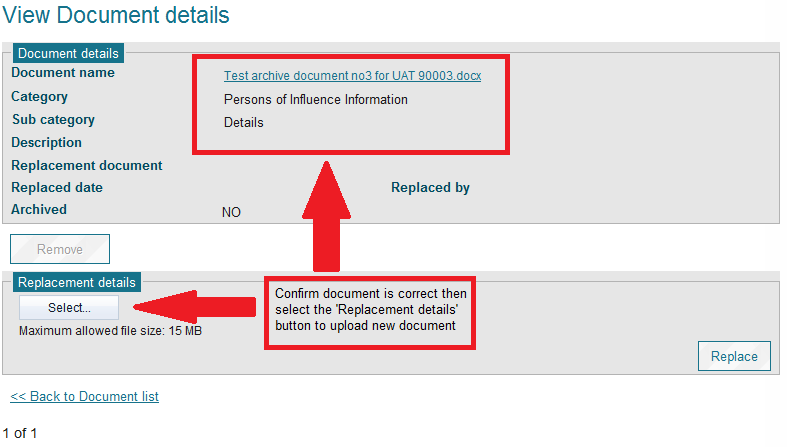 View Document details
Document details
Document name Test archive document no3 for UAT 90003.docx
Category Persons of Influence Information
Sub category Details
Description
Replacement document
Replaced date Replaced by
Archived NO
Remove
Replacement details
Select...
Maximum allowed file size: 15 MB
Confirm document is correct then
select the 'Replacement details'
button to upload new document
Replace
<< Back to Document list
1 of 1